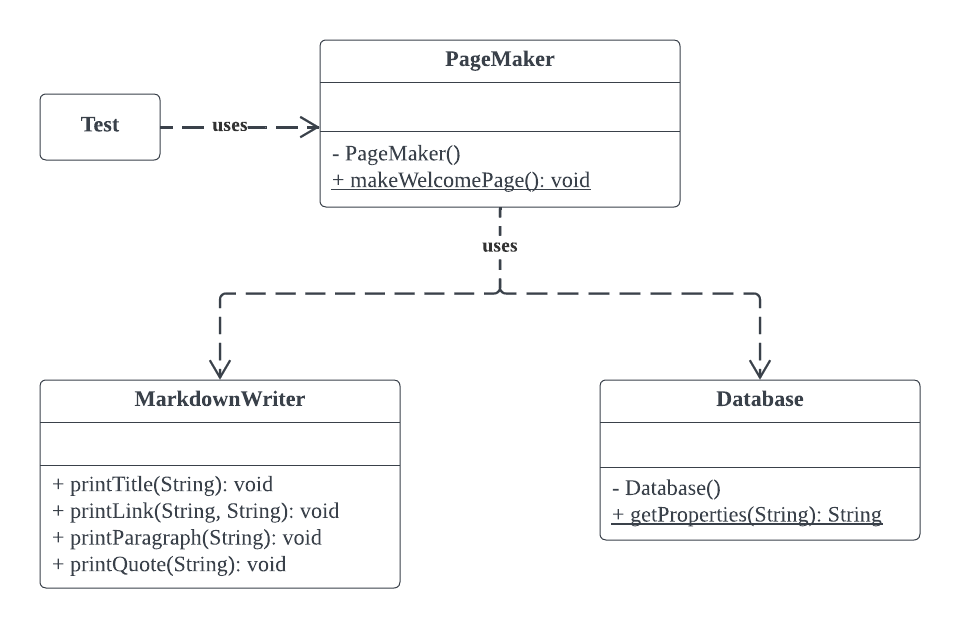 PageMaker
Test
uses
- PageMaker()
+ makeWelcomePage(): void
uses
MarkdownWriter
+ printTitle(String): void
+ printLink(String, String): void
+ printParagraph(String): void
+ printQuote(String): void
Database
- Database()
+ getProperties(String): String